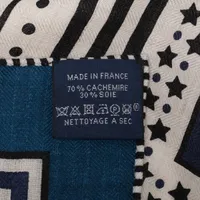 MADE IN FRANCE
70% CACHEMIRE
30% SOIE
NETTOYAGE A SEC